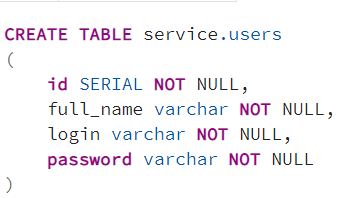 CREATE TABLE service.users
(
    id SERIAL NOT NULL,
    full_name varchar NOT NULL,
    login varchar NOT NULL,
    password varchar NOT NULL
)